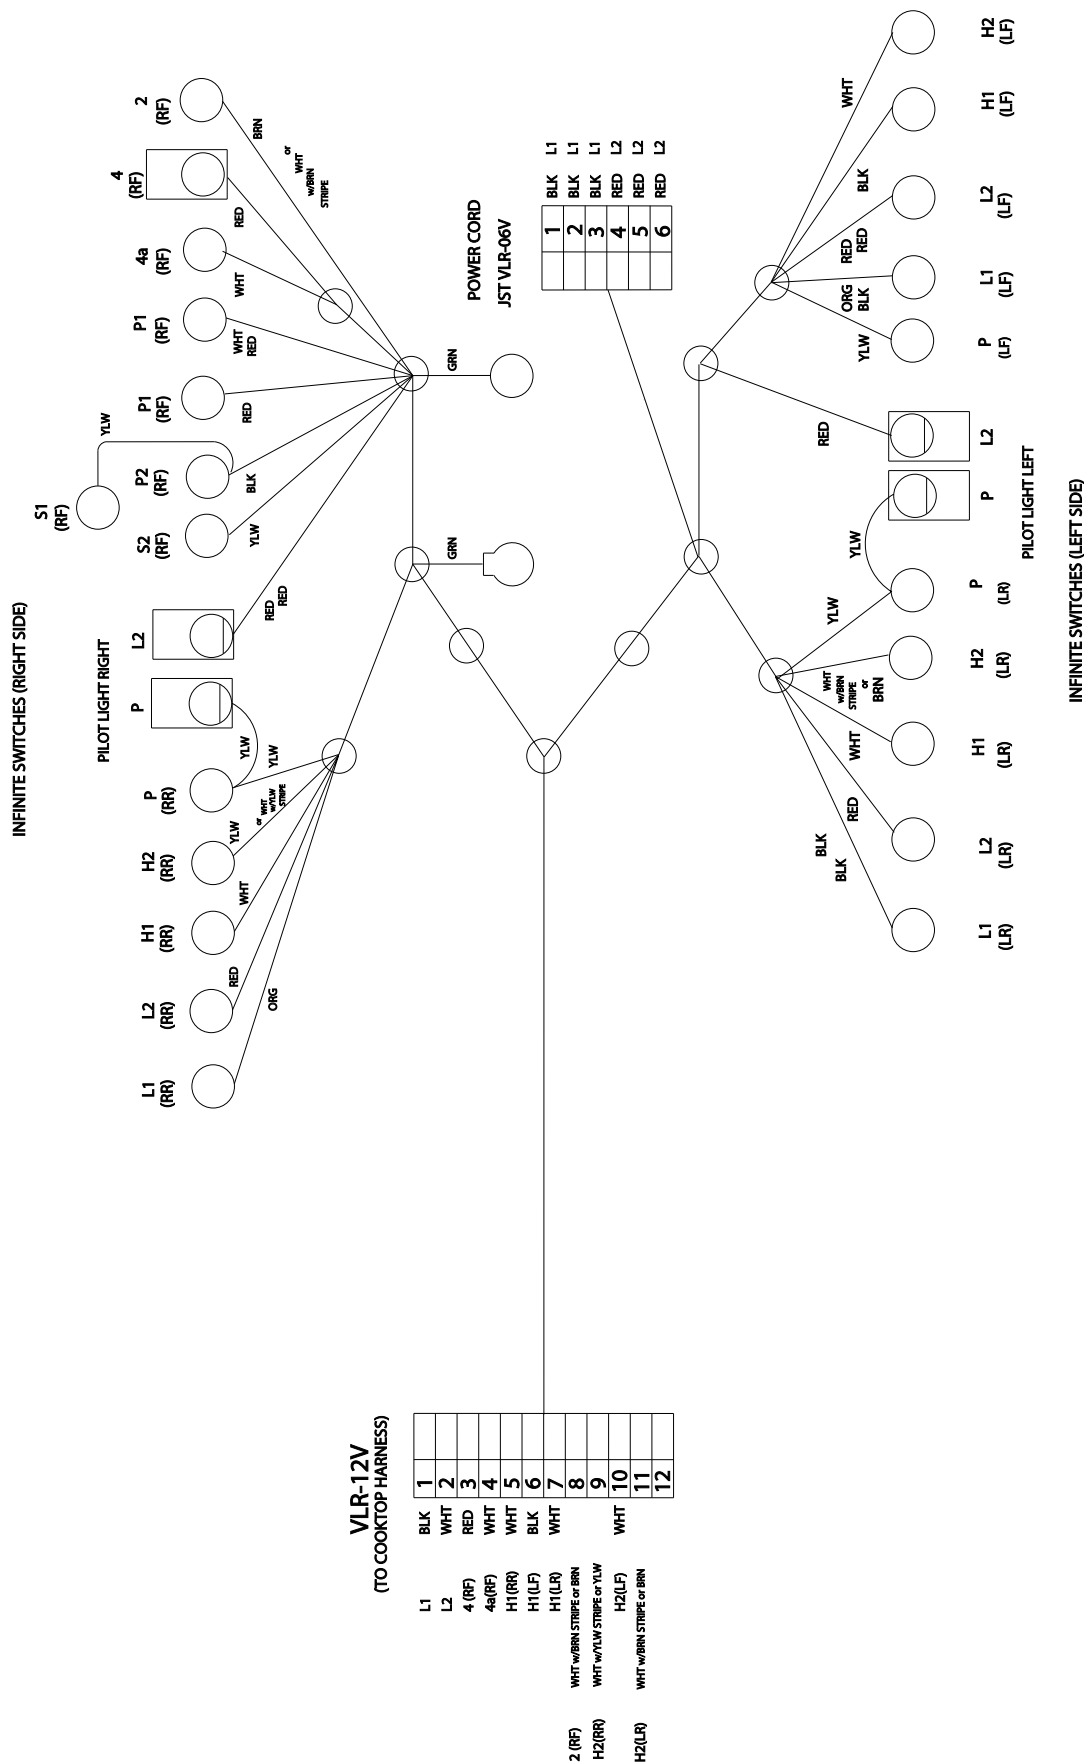 INFINITE SWITCHES (RIGHT SIDE)
S1
(RF)
YLW
2
(RF)
4
(RF)
4a
(RF)
P1
(RF)
P1
(RF)
P2
(RF)
S2
(RF)
PILOT LIGHT RIGHT
L2
P
P
(RR)
H2
(RR)
H1
(RR)
L2
(RR)
L1
(RR)
BRN
or
WHT
w/BRN
STRIPE
RED
WHT
WHT
RED
RED
BLK
YLW
RED
RED
YLW
YLW
YLW
or WHT
w/YLW
STRIPE
WHT
RED
ORG
GRN
GRN
POWER CORD
JST VLR-06V
1 BLK L1
2 BLK L1
3 BLK L1
4 RED L2
5 RED L2
6 RED L2
WHT
BLK
RED
RED
ORG
BLK
YLW
RED
YLW
YLW
WHT
w/BRN
STRIPE
or
BRN
WHT
RED
BLK
BLK
H2
(LF)
H1
(LF)
L2
(LF)
L1
(LF)
P
(LF)
L2
P
PILOT LIGHT LEFT
P
(LR)
H2
(LR)
H1
(LR)
L2
(LR)
L1
(LR)
INFINITE SWITCHES (LEFT SIDE)
VLR-12V
(TO COOKTOP HARNESS)
L1 BLK 1
L2 WHT 2
4 (RF) RED 3
4a(RF) WHT 4
H1(RR) WHT 5
H1(LF) BLK 6
H1(LR) WHT 7
2 (RF) WHT w/BRN STRIPE or BRN 8
H2(RR) WHT w/YLW STRIPE or YLW 9
H2(LF) WHT 10
H2(LR) WHT w/BRN STRIPE or BRN 11
12